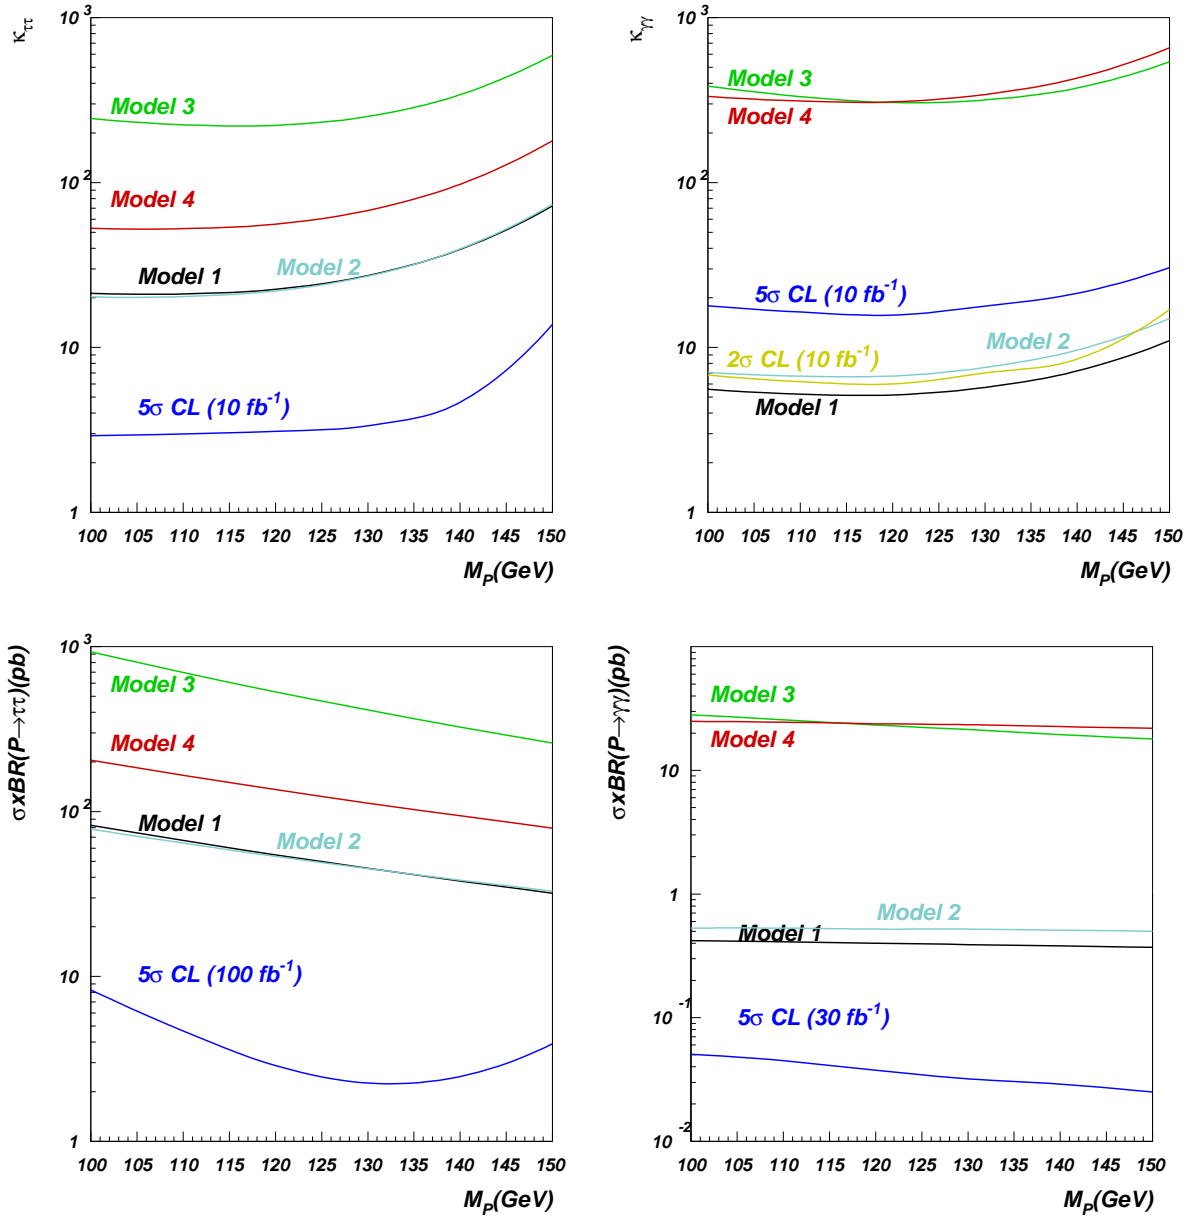 κττ
10³
Model 3
10²
Model 4
Model 1
Model 2
10
5σ CL (10 fb⁻¹)
1
100 105 110 115 120 125 130 135 140 145 150
M_P(GeV)
κγγ
10³
Model 3
Model 4
10²
5σ CL (10 fb⁻¹)
Model 2
10
2σ CL (10 fb⁻¹)
Model 1
1
100 105 110 115 120 125 130 135 140 145 150
M_P(GeV)
σxBR(P→ττ)(pb)
10³
Model 3
Model 4
10²
Model 1
Model 2
10
5σ CL (100 fb⁻¹)
1
100 105 110 115 120 125 130 135 140 145 150
M_P(GeV)
σxBR(P→γγ)(pb)
Model 3
Model 4
10
1
Model 2
Model 1
10⁻¹
5σ CL (30 fb⁻¹)
10⁻²
100 105 110 115 120 125 130 135 140 145 150
M_P(GeV)